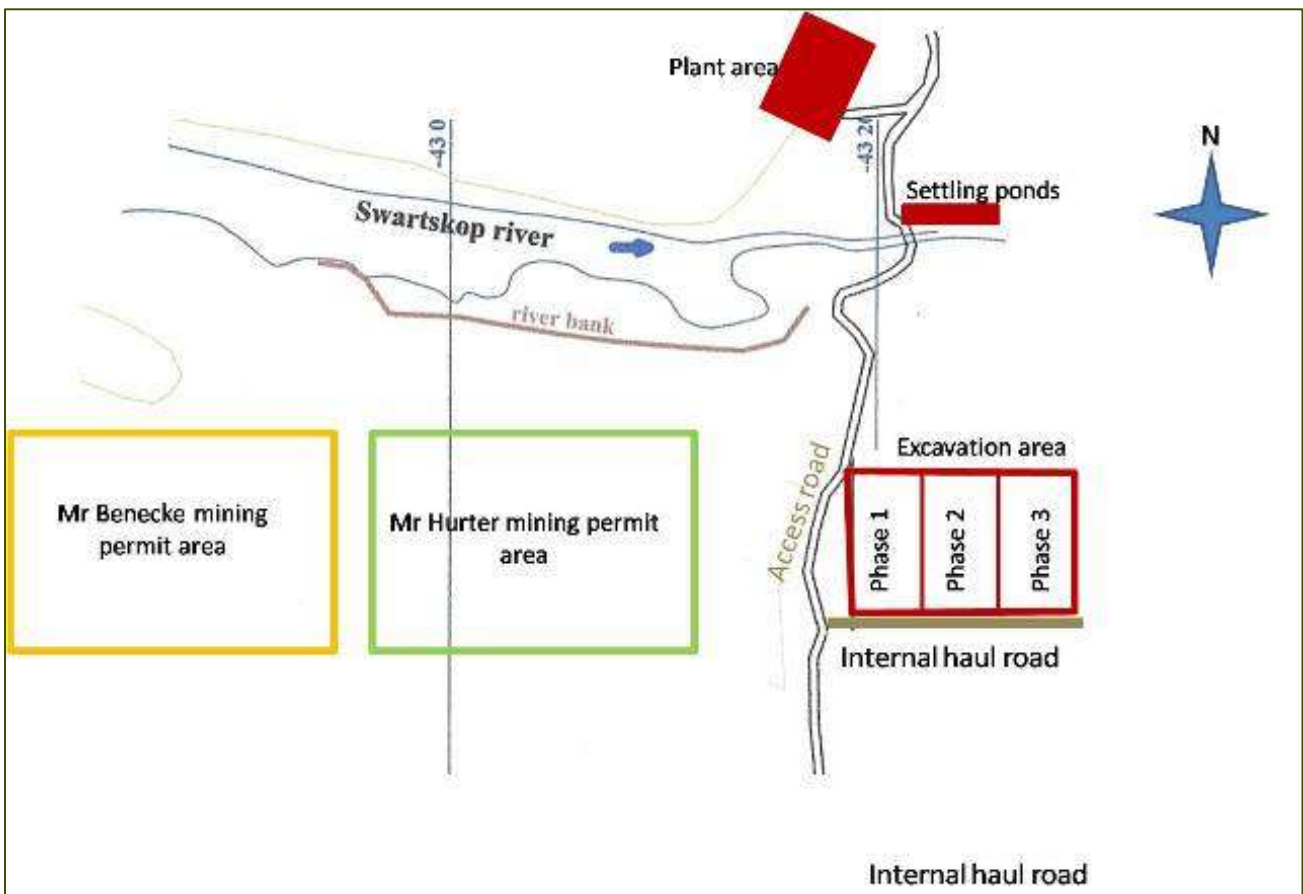 Plant area
N
-43 0
-43 2
Settling ponds
Swartskop river
river bank
Excavation area
Access road
Mr Benecke mining
permit area
Mr Hurter mining permit
area
Phase 1
Phase 2
Phase 3
Internal haul road
Internal haul road